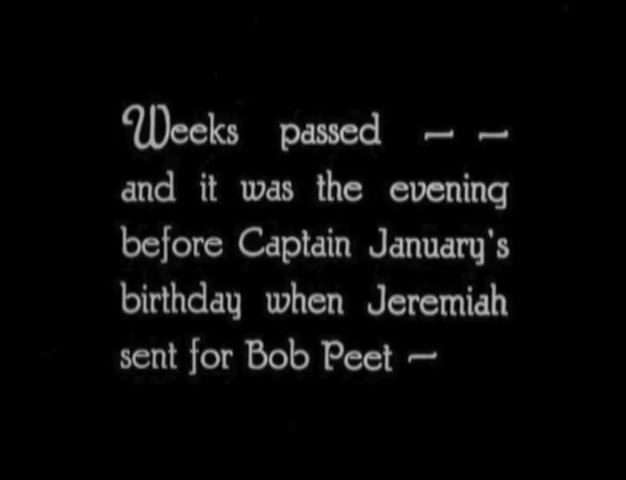 Weeks passed — —
and it was the evening
before Captain January's
birthday when Jeremiah
sent for Bob Peet —